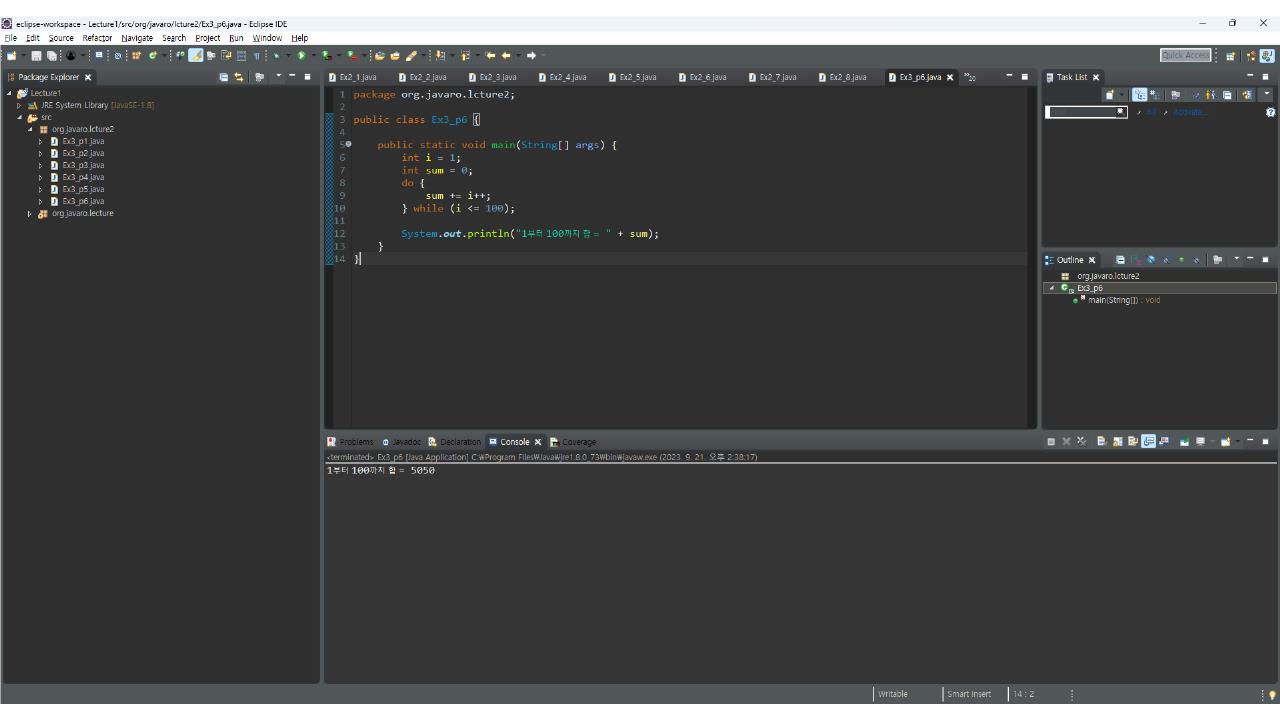 eclipse-workspace - Lecture1/src/org/javaro/lcture2/Ex3_p6.java - Eclipse IDE
File Edit Source Refactor Navigate Search Project Run Window Help
Quick Access
Package Explorer
Lecture1
JRE System Library [JavaSE-1.8]
src
org.javaro.lcture2
Ex3_p1.java
Ex3_p2.java
Ex3_p3.java
Ex3_p4.java
Ex3_p5.java
Ex3_p6.java
org.javaro.lecture
Ex2_1.java Ex2_2.java Ex2_3.java Ex2_4.java Ex2_5.java Ex2_6.java Ex2_7.java Ex2_8.java Ex3_p6.java »20
1 package org.javaro.lcture2;
2
3 public class Ex3_p6 {
4
5 public static void main(String[] args) {
6 int i = 1;
7 int sum = 0;
8 do {
9 sum += i++;
10 } while (i <= 100);
11
12 System.out.println("1부터 100까지 합 = " + sum);
13 }
14 }
Task List
All Activate...
Outline
org.javaro.lcture2
Ex3_p6
main(String[]) : void
Problems Javadoc Declaration Console Coverage
<terminated> Ex3_p6 [Java Application] C:₩Program Files₩Java₩jre1.8.0_73₩bin₩javaw.exe (2023. 9. 21. 오후 2:38:17)
1부터 100까지 합 = 5050
Writable Smart Insert 14 : 2